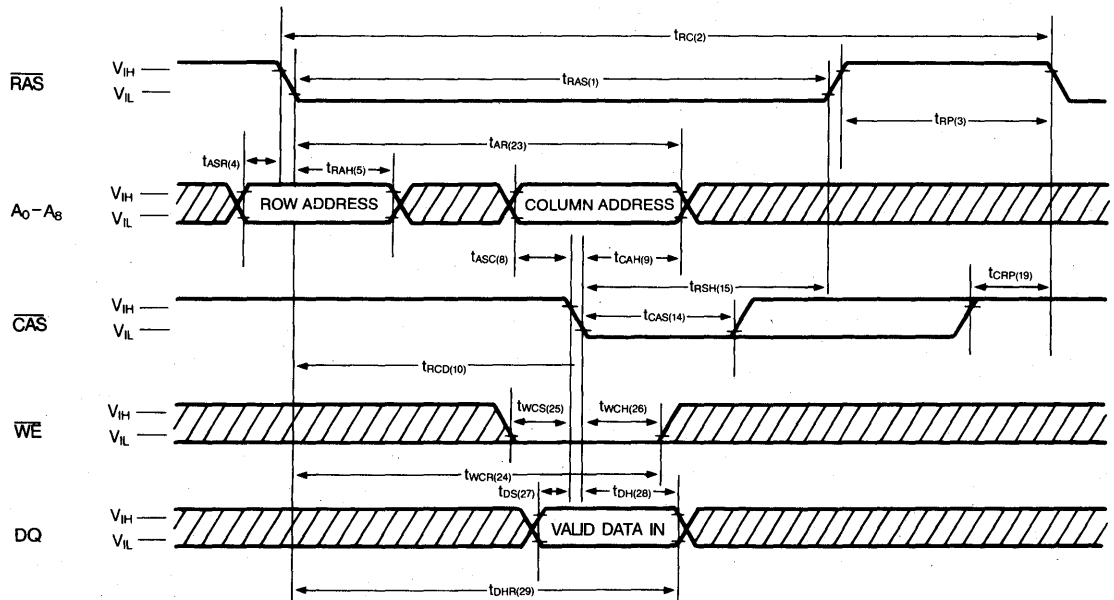 tRC(2)
RAS VIH
VIL
tRAS(1)
tRP(3)
tAR(23)
tASR(4) tRAH(5)
A0–A8 VIH
VIL
ROW ADDRESS COLUMN ADDRESS
tASC(8) tCAH(9)
tRSH(15) tCRP(19)
CAS VIH
VIL
tCAS(14)
tRCD(10)
WE VIH
VIL
tWCS(25) tWCH(26)
tWCR(24)
tDS(27) tDH(28)
DQ VIH
VIL
VALID DATA IN
tDHR(29)